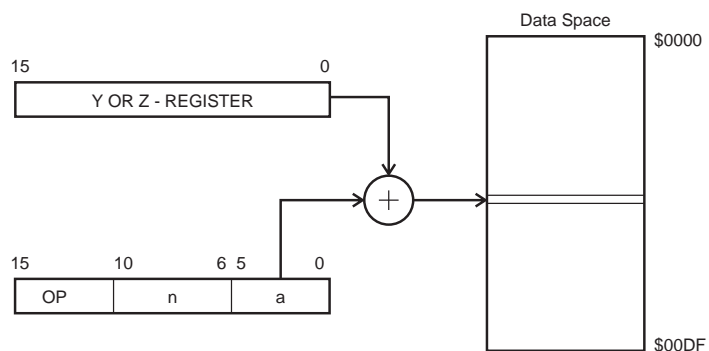 Data Space
$0000
15 0
Y OR Z - REGISTER
+
15 10 6 5 0
OP n a
$00DF